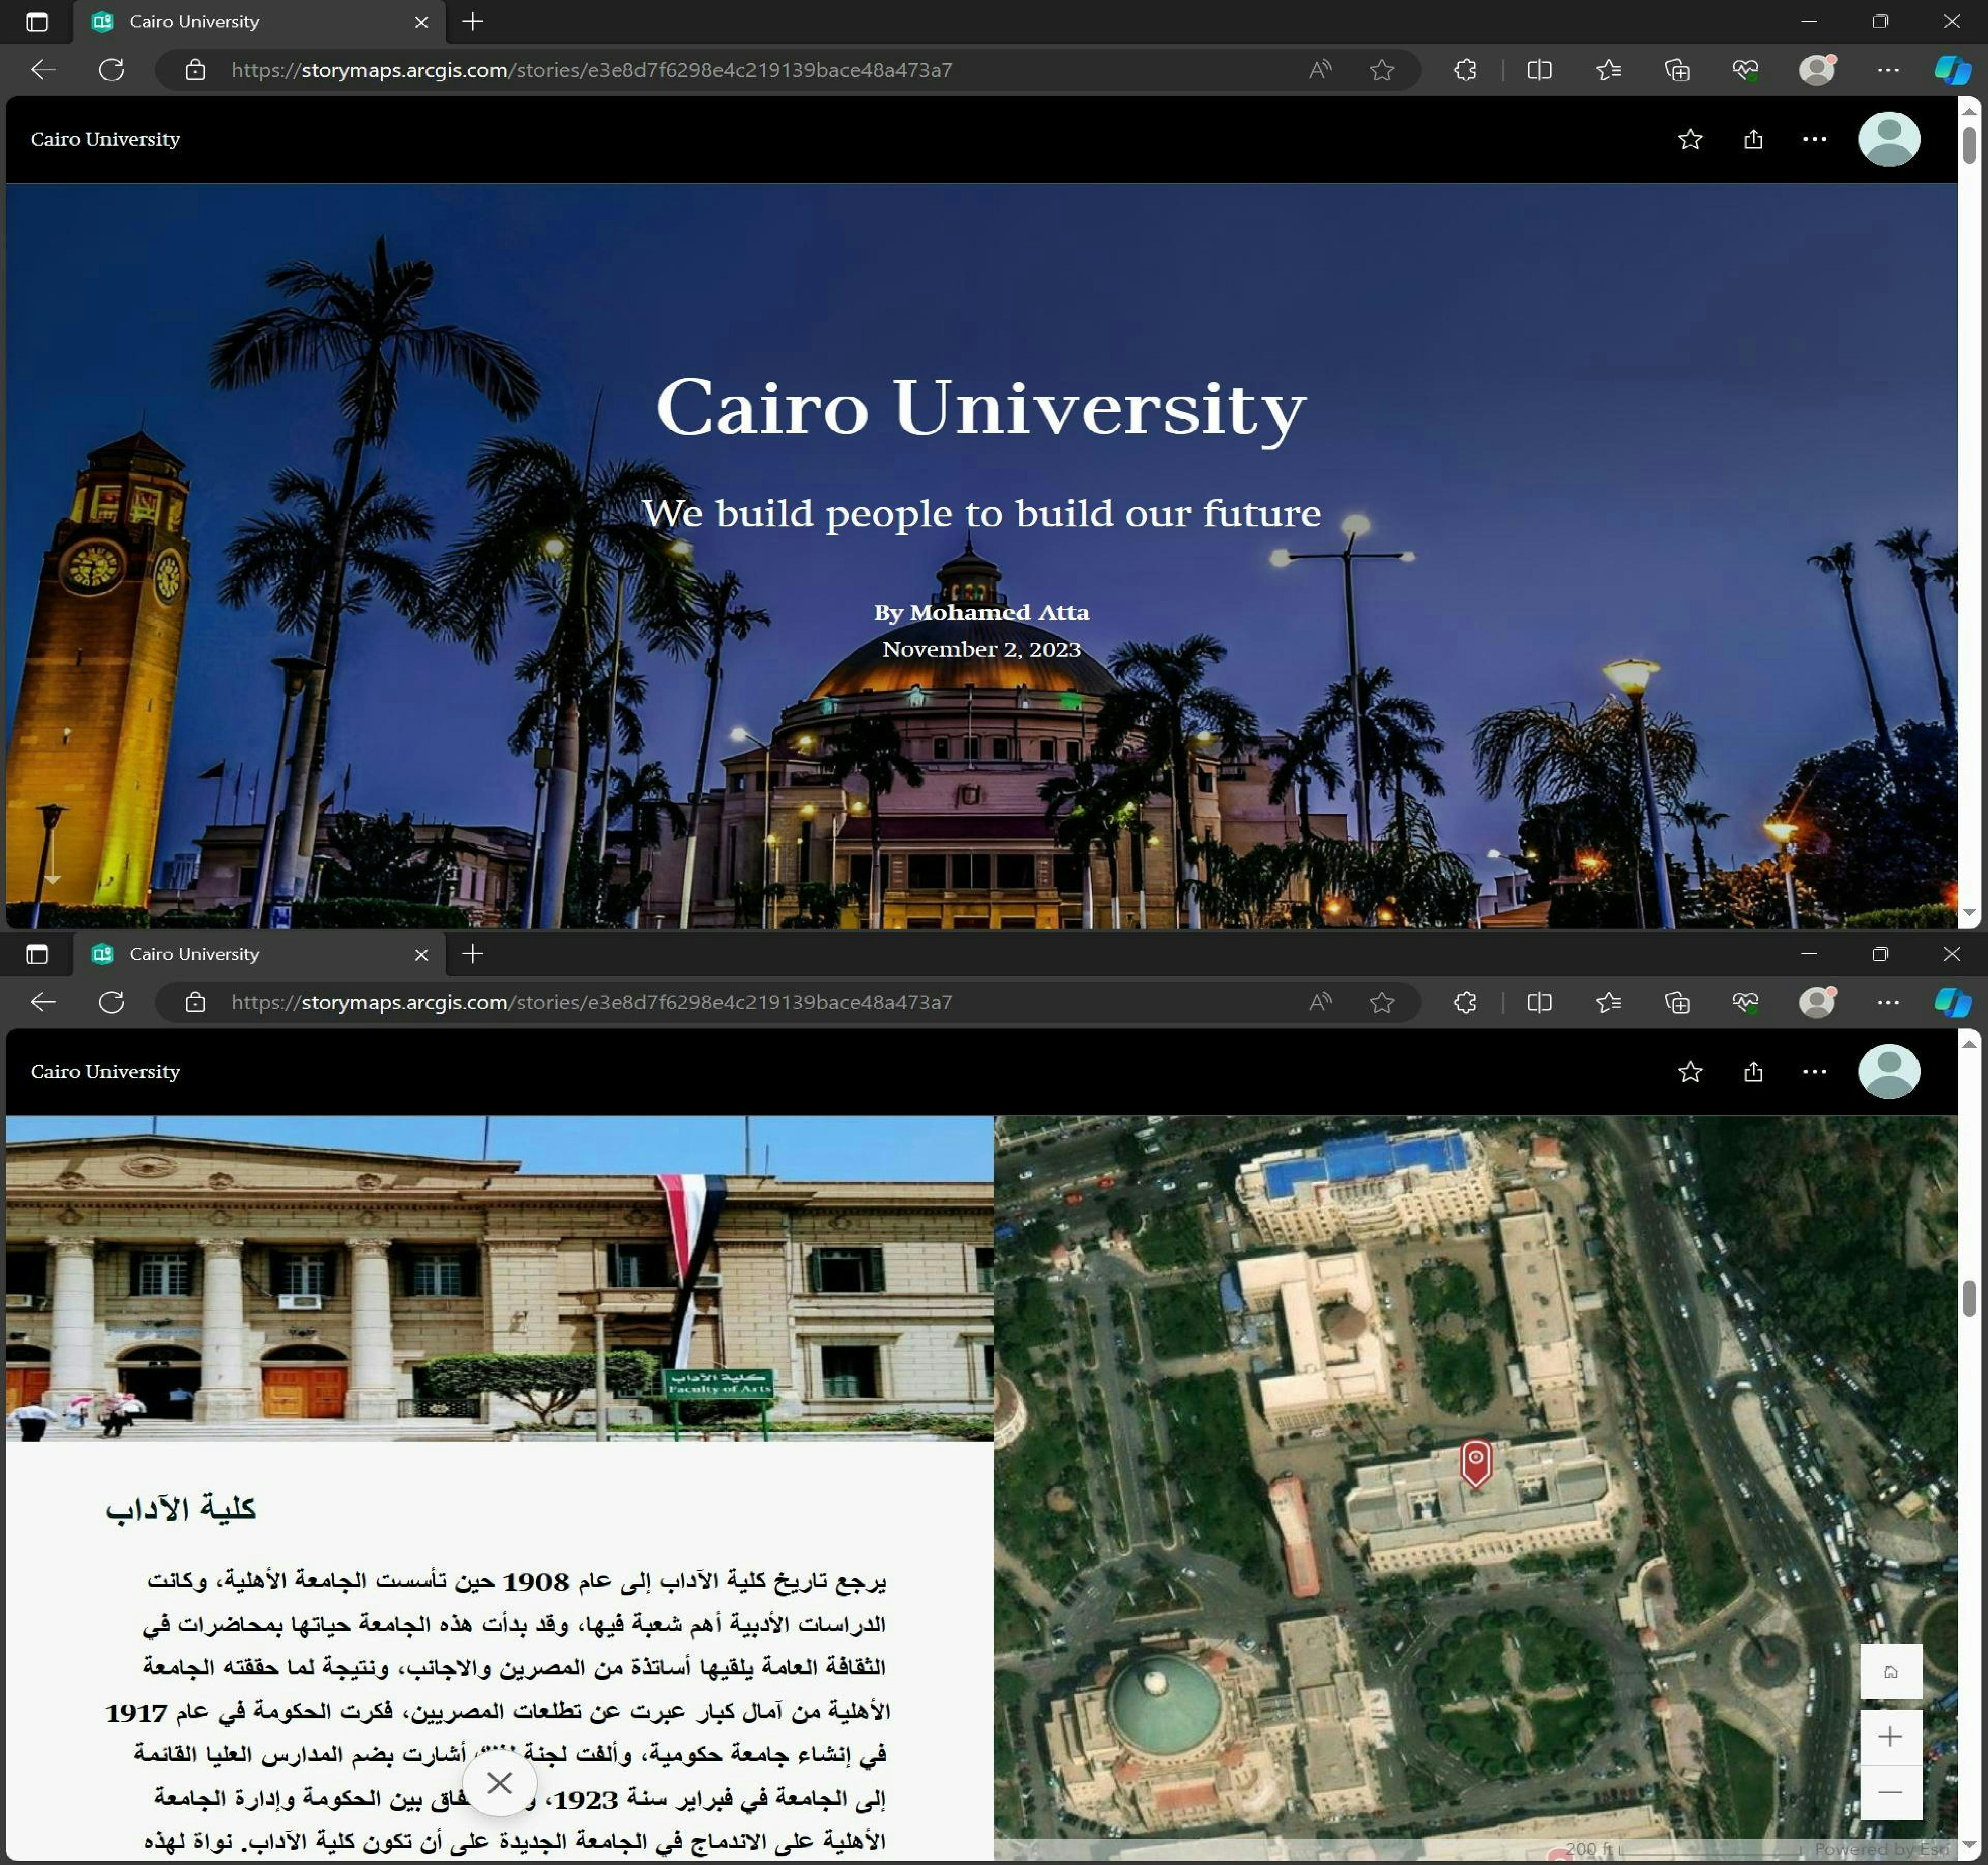 Cairo University
https://storymaps.arcgis.com/stories/e3e8d7f6298e4c219139bace48a473a7
Cairo University
Cairo University
We build people to build our future
By Mohamed Atta
November 2, 2023
Cairo University
https://storymaps.arcgis.com/stories/e3e8d7f6298e4c219139bace48a473a7
Cairo University
كلية الآداب
Faculty of Arts
كلية الآداب
يرجع تاريخ كلية الآداب إلى عام 1908 حين تأسست الجامعة الأهلية، وكانت
الدراسات الأدبية أهم شعبة فيها، وقد بدأت هذه الجامعة حياتها بمحاضرات في
الثقافة العامة يلقيها أساتذة من المصرين والاجانب، ونتيجة لما حققته الجامعة
الأهلية من آمال كبار عبرت عن تطلعات المصريين، فكرت الحكومة في عام 1917
في إنشاء جامعة حكومية، وألفت لجنة أشارت بضم المدارس العليا القائمة
إلى الجامعة في فبراير سنة 1923، بين الحكومة وإدارة الجامعة
الأهلية على الاندماج في الجامعة الجديدة على أن تكون كلية الآداب. نواة لهذه
200 ft
Powered by Esri